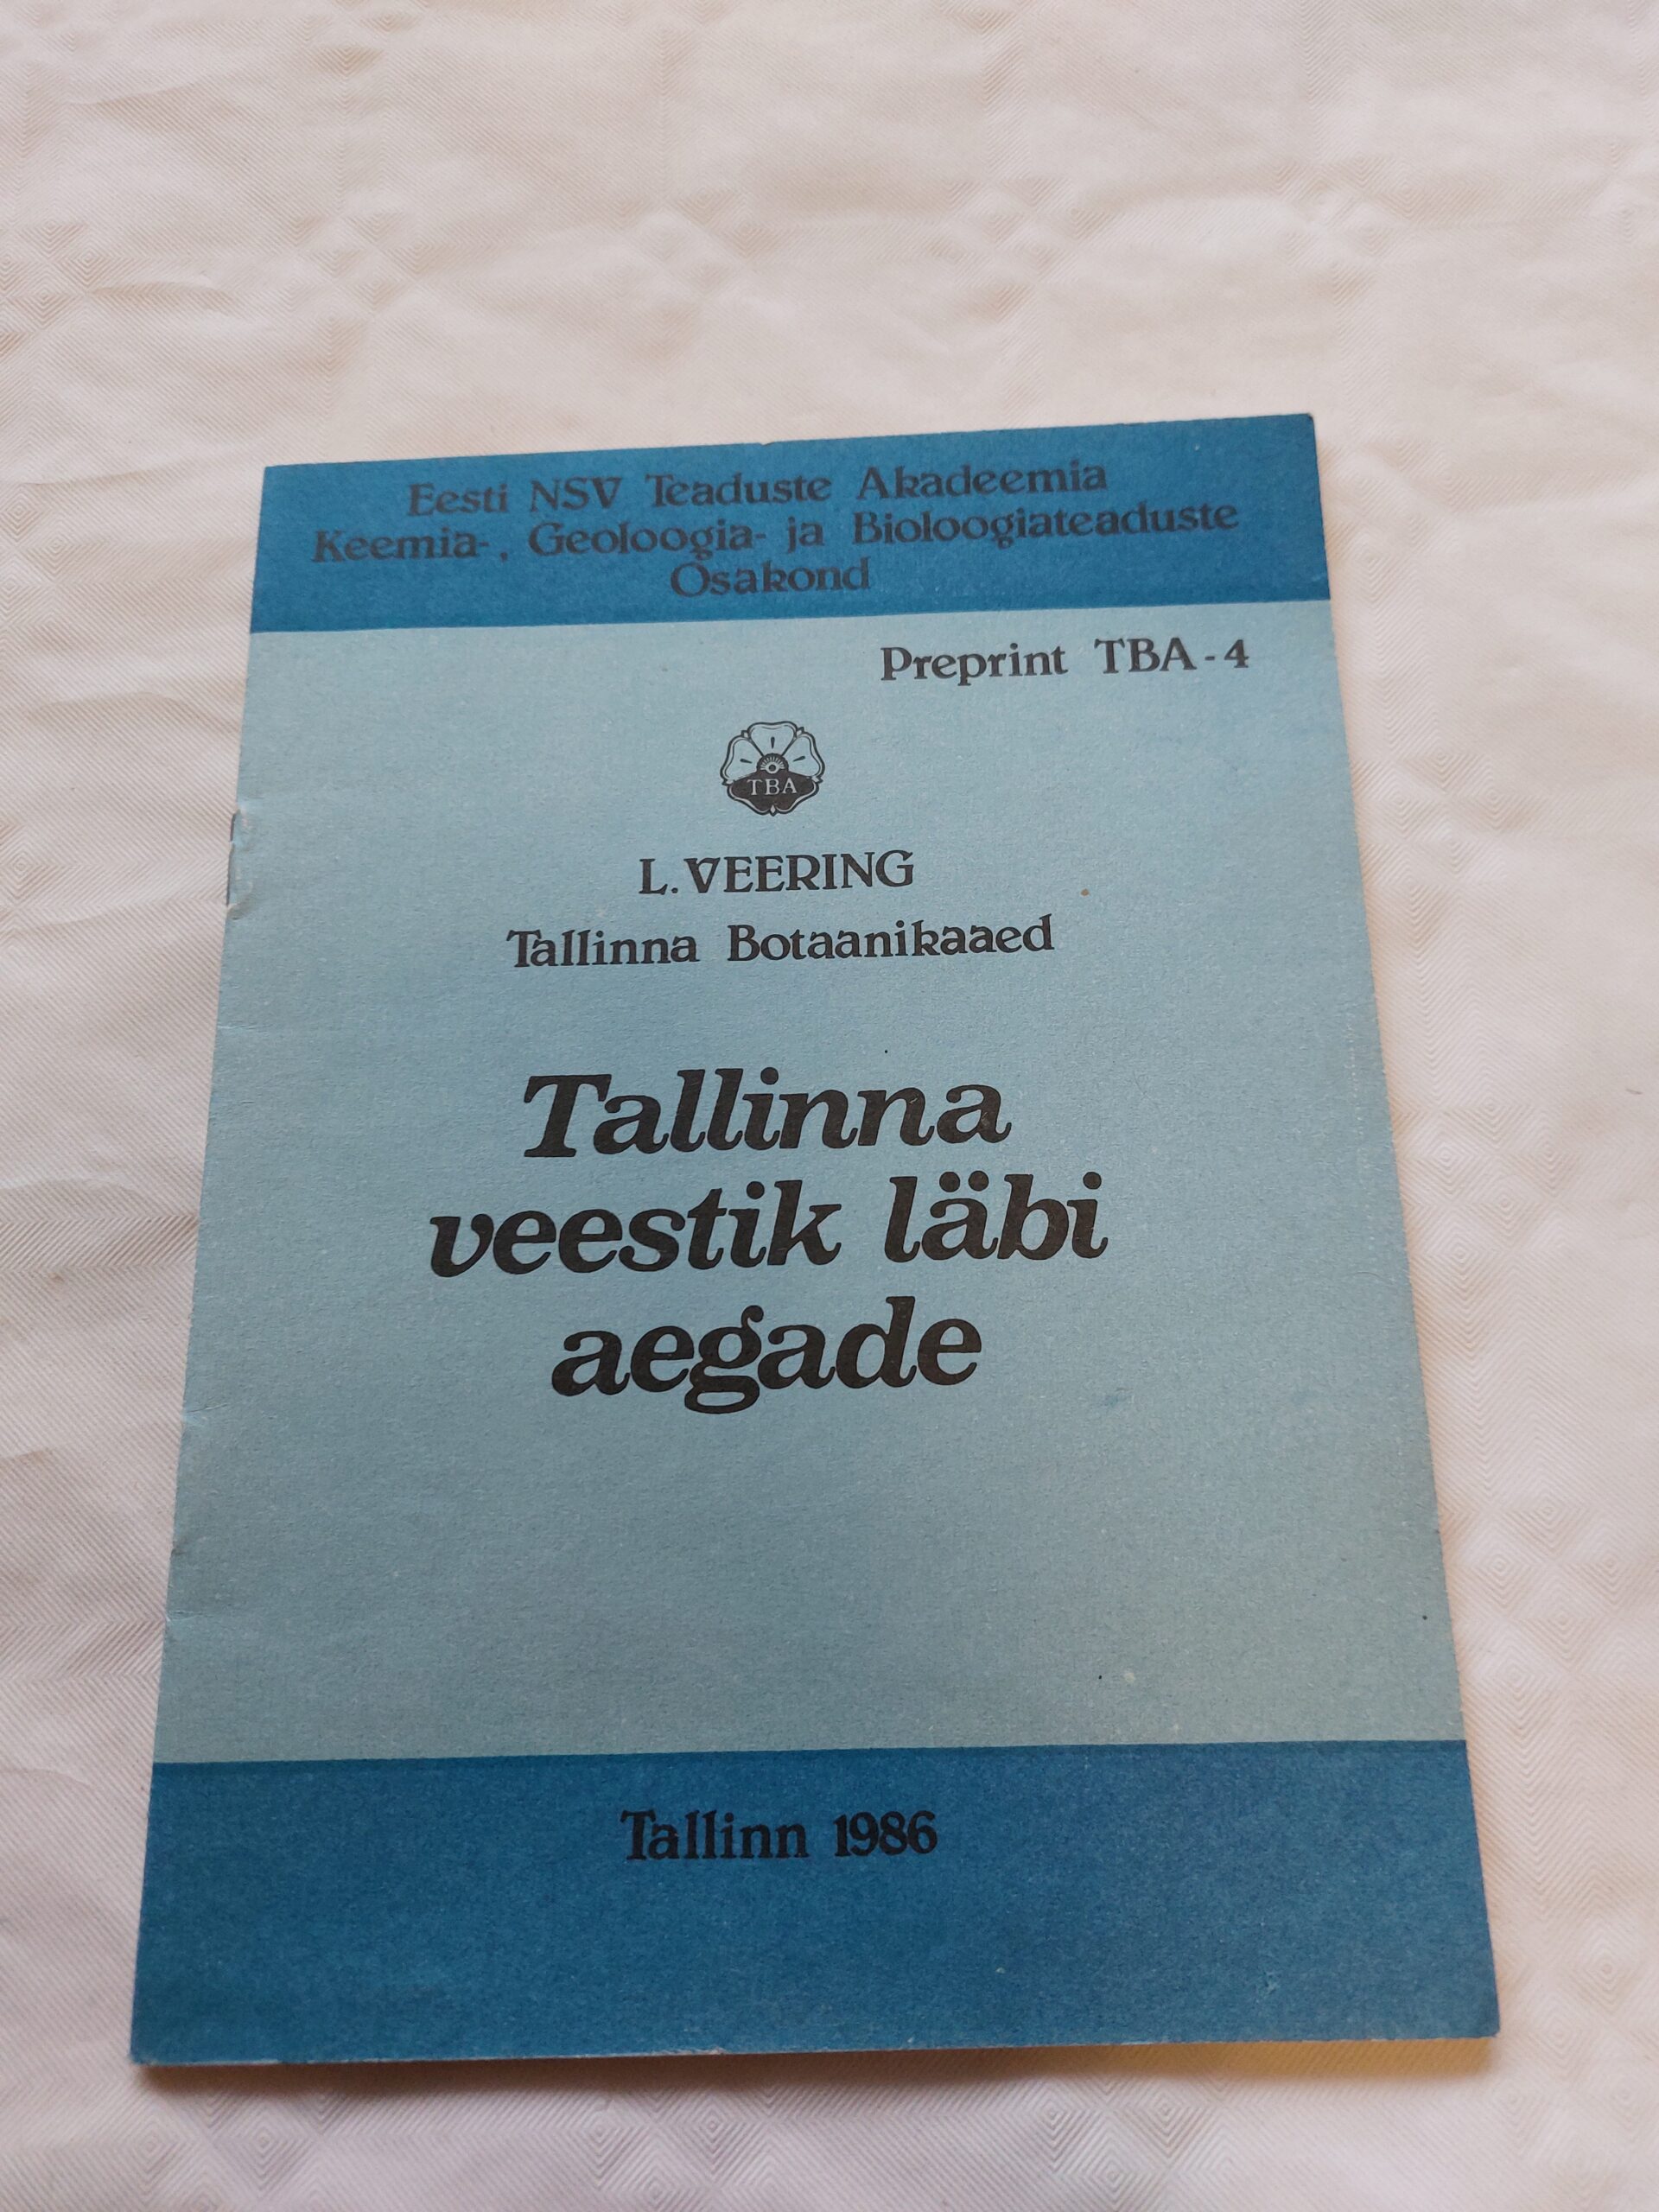 Eesti NSV Teaduste Akadeemia
Keemia-, Geoloogia- ja Bioloogiateaduste
Osakond
Preprint TBA-4
TBA
L. VEERING
Tallinna Botaanikaaed
Tallinna
veestik läbi
aegade
Tallinn 1986